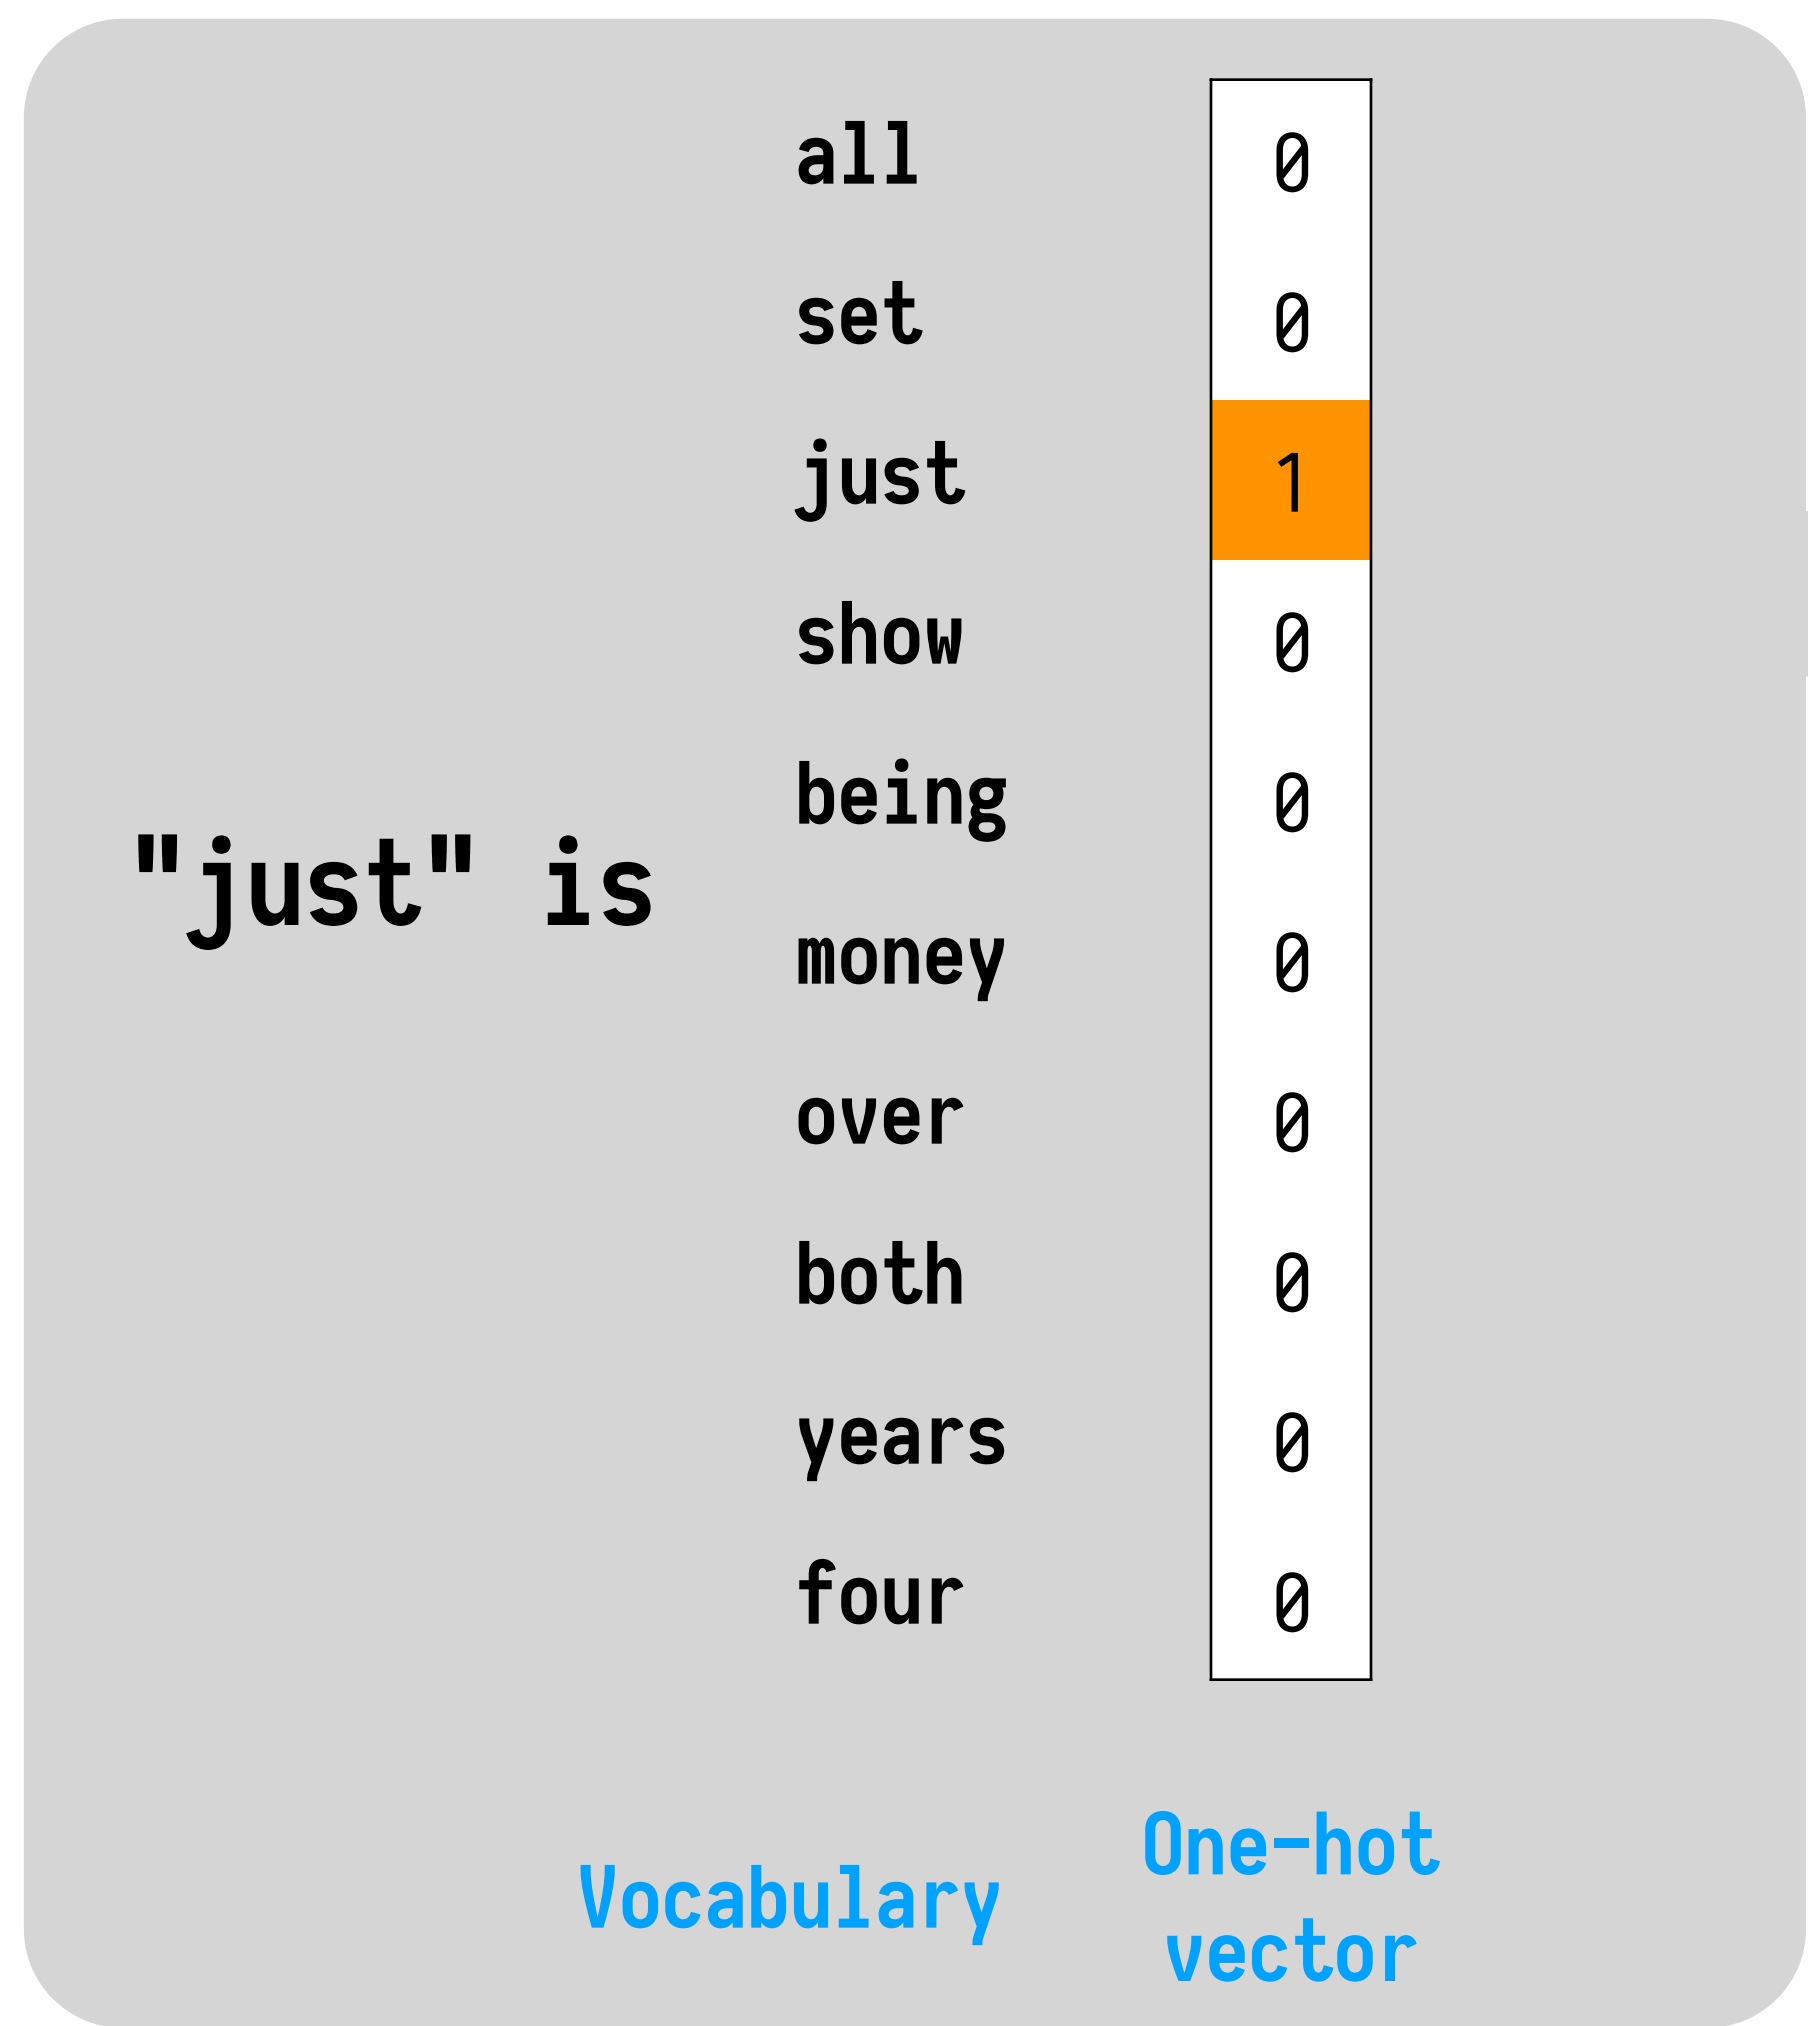 all 0
set 0
just 1
show 0
being 0
"just" is
money 0
over 0
both 0
years 0
four 0
Vocabulary
One-hot
vector